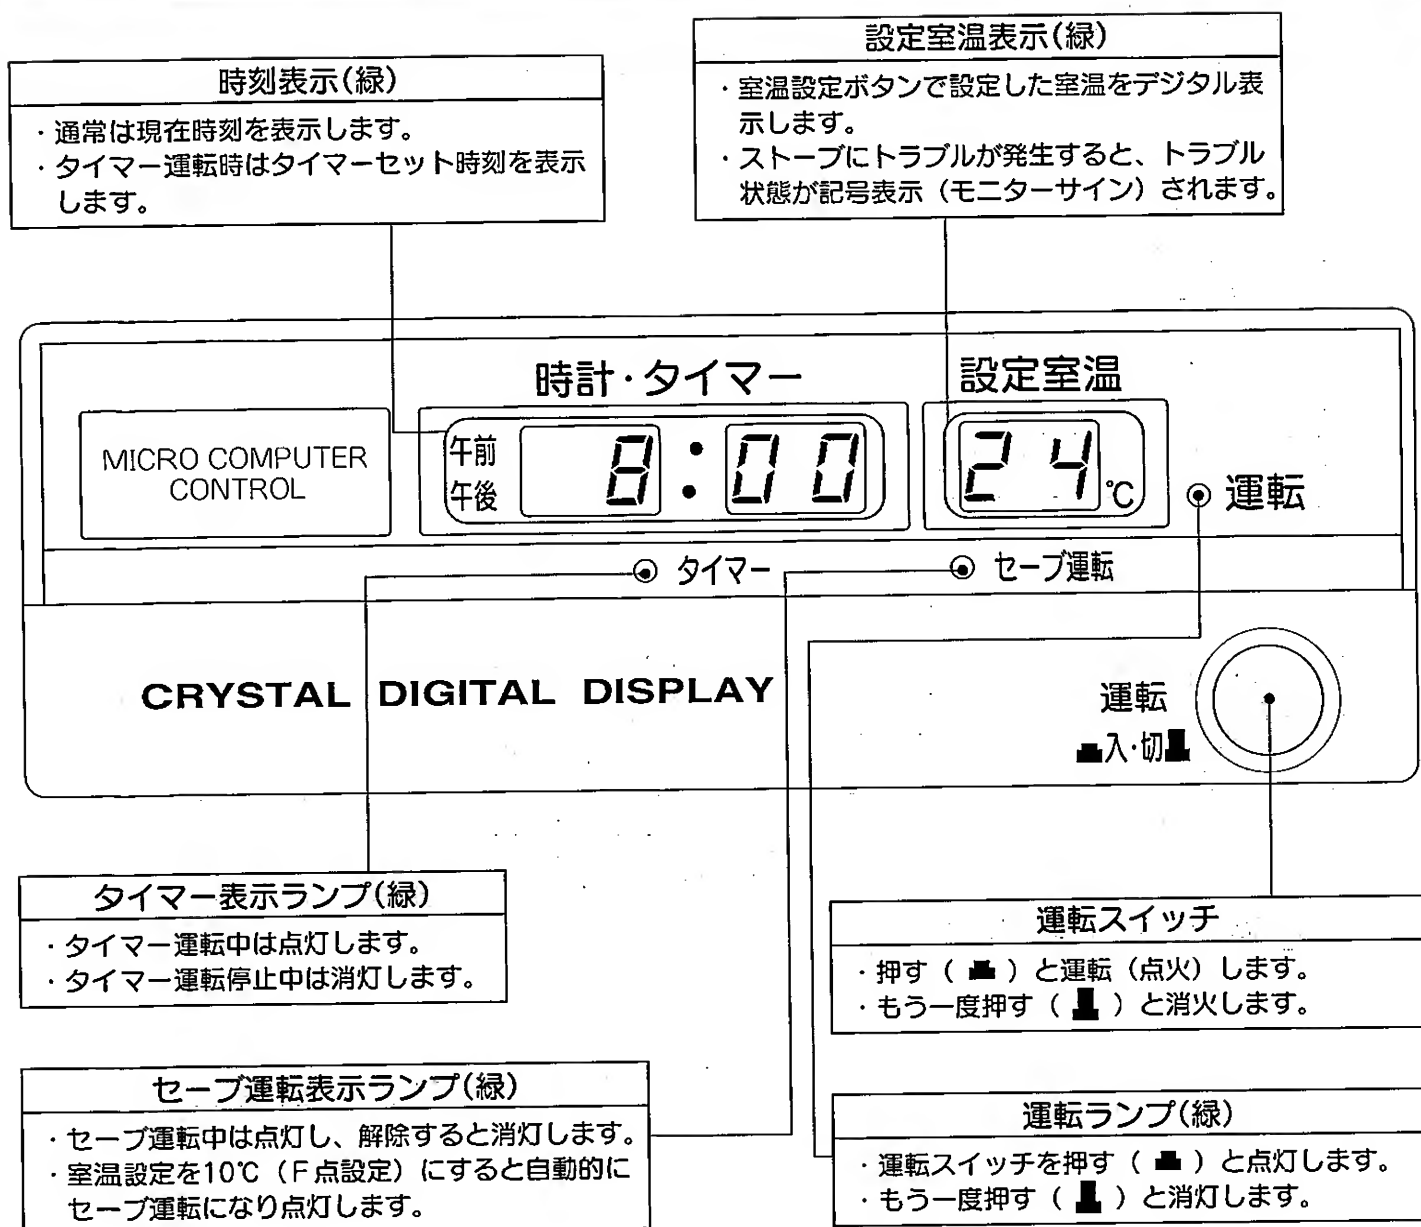 時刻表示(緑)
・通常は現在時刻を表示します。
・タイマー運転時はタイマーセット時刻を表示
します。
設定室温表示(緑)
・室温設定ボタンで設定した室温をデジタル表
示します。
・ストーブにトラブルが発生すると、トラブル
状態が記号表示（モニターサイン）されます。
時計・タイマー
設定室温
MICRO COMPUTER
CONTROL
午前
午後
8:00
24℃
運転
タイマー
セーブ運転
CRYSTAL DIGITAL DISPLAY
運転
入・切
タイマー表示ランプ(緑)
・タイマー運転中は点灯します。
・タイマー運転停止中は消灯します。
運転スイッチ
・押す（ ）と運転（点火）します。
・もう一度押す（ ）と消火します。
セーブ運転表示ランプ(緑)
・セーブ運転中は点灯し、解除すると消灯します。
・室温設定を10℃（F点設定）にすると自動的に
セーブ運転になり点灯します。
運転ランプ(緑)
・運転スイッチを押す（ ）と点灯します。
・もう一度押す（ ）と消灯します。